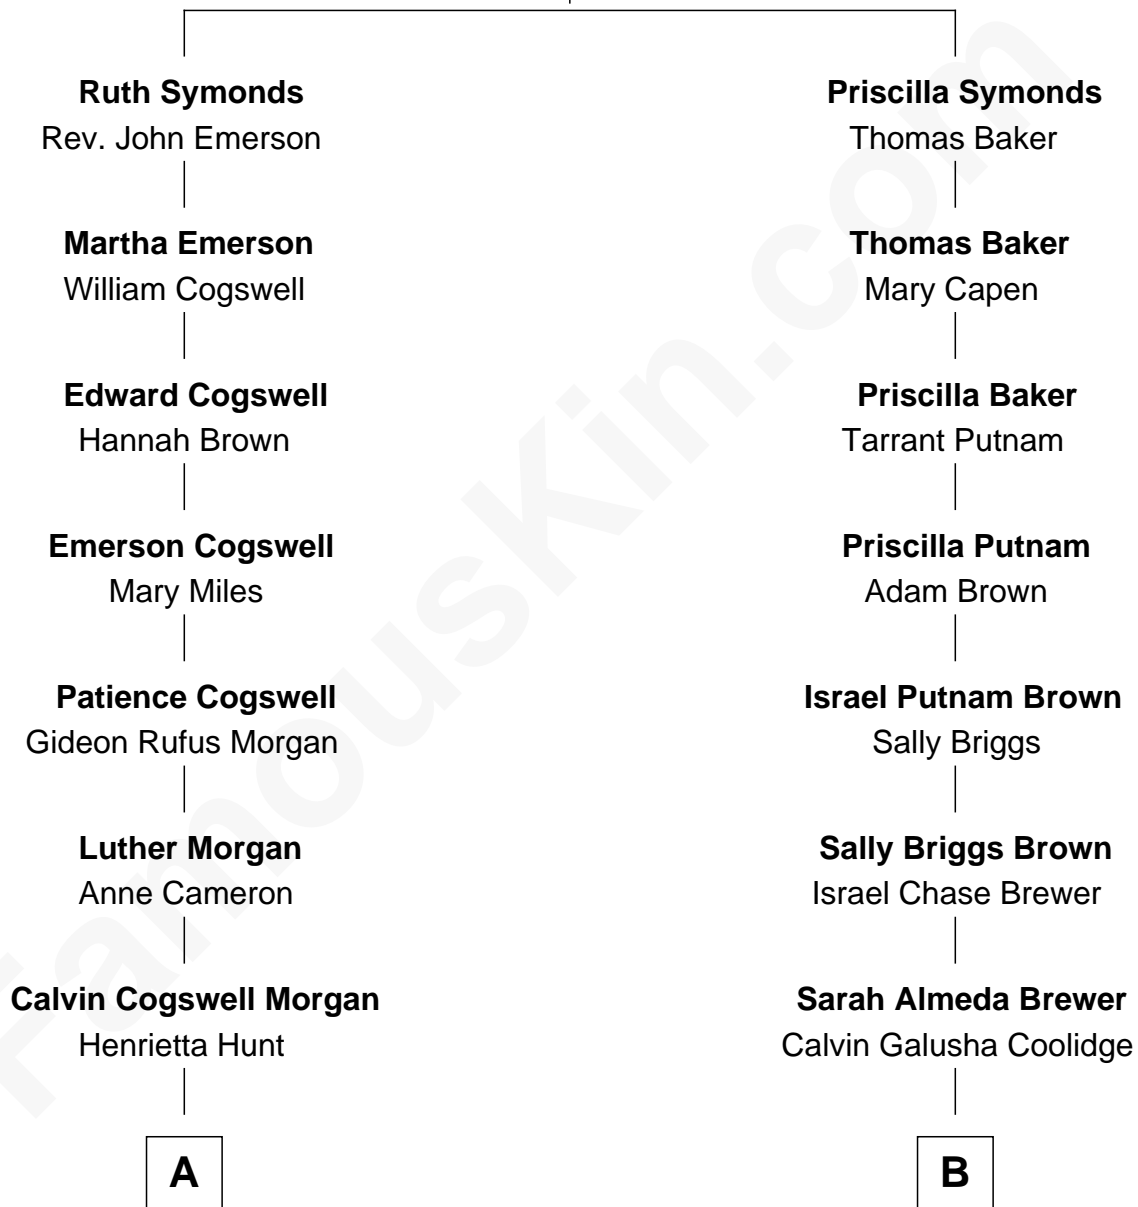 Ruth Symonds
Rev. John Emerson
Martha Emerson
William Cogswell
Edward Cogswell
Hannah Brown
Emerson Cogswell
Mary Miles
Patience Cogswell
Gideon Rufus Morgan
Luther Morgan
Anne Cameron
Calvin Cogswell Morgan
Henrietta Hunt
A
Priscilla Symonds
Thomas Baker
Thomas Baker
Mary Capen
Priscilla Baker
Tarrant Putnam
Priscilla Putnam
Adam Brown
Israel Putnam Brown
Sally Briggs
Sally Briggs Brown
Israel Chase Brewer
Sarah Almeda Brewer
Calvin Galusha Coolidge
B
FamousKin.com